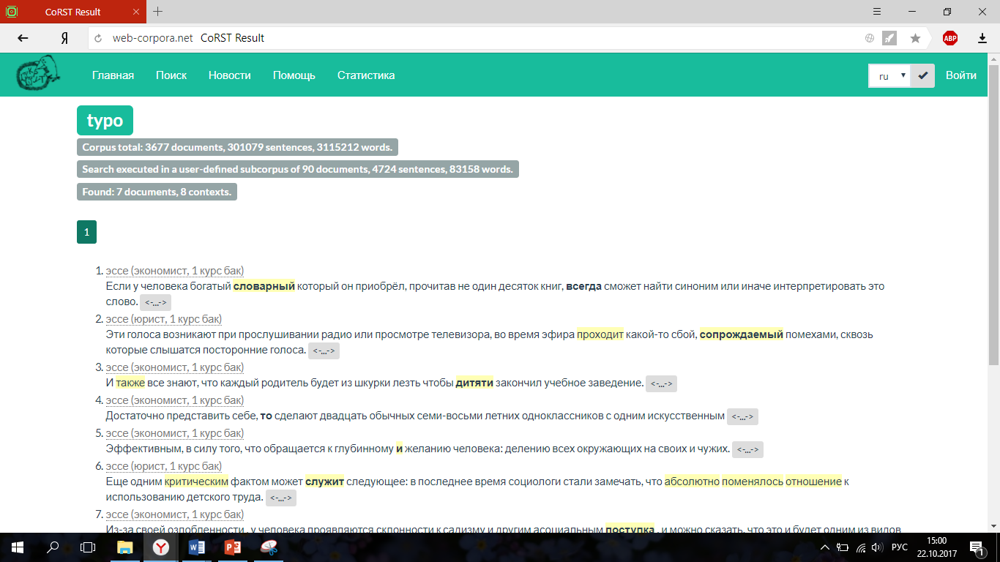 CoRST Result
web-corpora.net CoRST Result
ABP
Главная Поиск Новости Помощь Статистика ru Войти
typo
Corpus total: 3677 documents, 301079 sentences, 3115212 words.
Search executed in a user-defined subcorpus of 90 documents, 4724 sentences, 83158 words.
Found: 7 documents, 8 contexts.
1
1. эссе (экономист, 1 курс бак)
Если у человека богатый словарный который он приобрёл, прочитав не один десяток книг, всегда сможет найти синоним или иначе интерпретировать это
слово. <-...->
2. эссе (юрист, 1 курс бак)
Эти голоса возникают при прослушивании радио или просмотре телевизора, во время эфира проходит какой-то сбой, сопрождаемый помехами, сквозь
которые слышатся посторонние голоса. <-...->
3. эссе (экономист, 1 курс бак)
И также все знают, что каждый родитель будет из шкурки лезть чтобы дитяти закончил учебное заведение. <-...->
4. эссе (экономист, 1 курс бак)
Достаточно представить себе, то сделают двадцать обычных семи-восьми летних одноклассников с одним искусственным <-...->
5. эссе (экономист, 1 курс бак)
Эффективным, в силу того, что обращается к глубинному и желанию человека: делению всех окружающих на своих и чужих. <-...->
6. эссе (юрист, 1 курс бак)
Еще одним критическим фактом может служит следующее: в последнее время социологи стали замечать, что абсолютно поменялось отношение к
использованию детского труда. <-...->
7. эссе (экономист, 1 курс бак)
Из-за своей озлобленности , у человека проявляются склонности к садизму и другим асоциальным поступка , и можно сказать, что это и будет одним из видов
РУС 15:00
22.10.2017
1